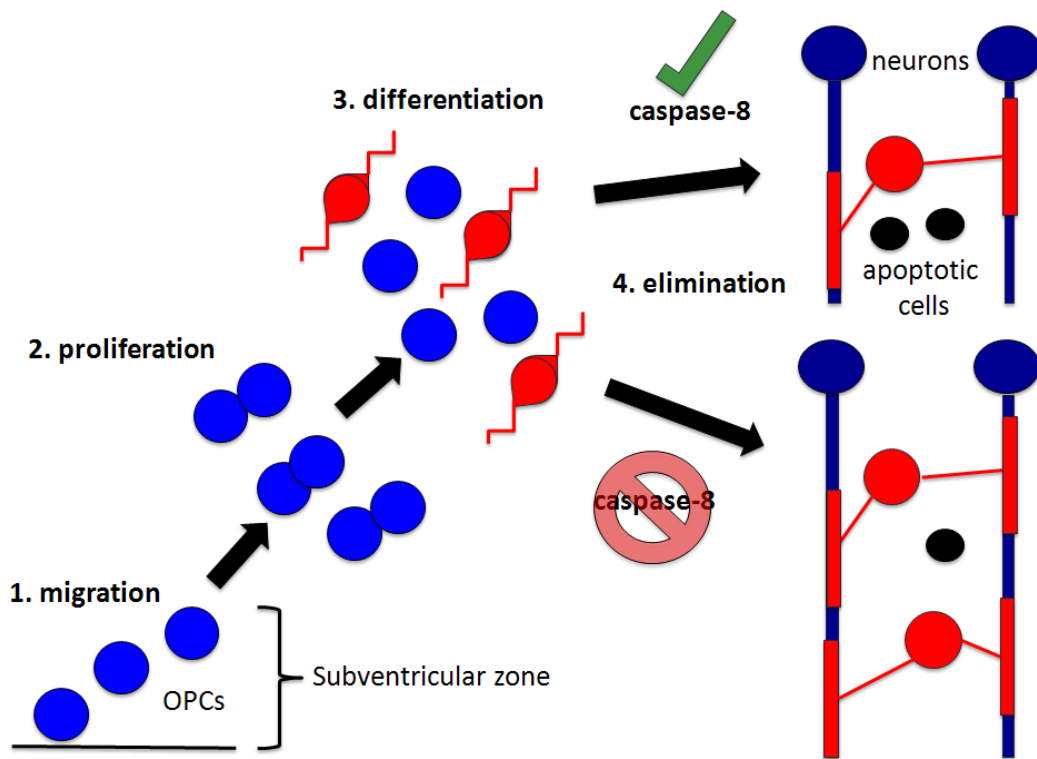 1. migration
OPCs
Subventricular zone
2. proliferation
3. differentiation
4. elimination
caspase-8
neurons
apoptotic
cells
caspase-8